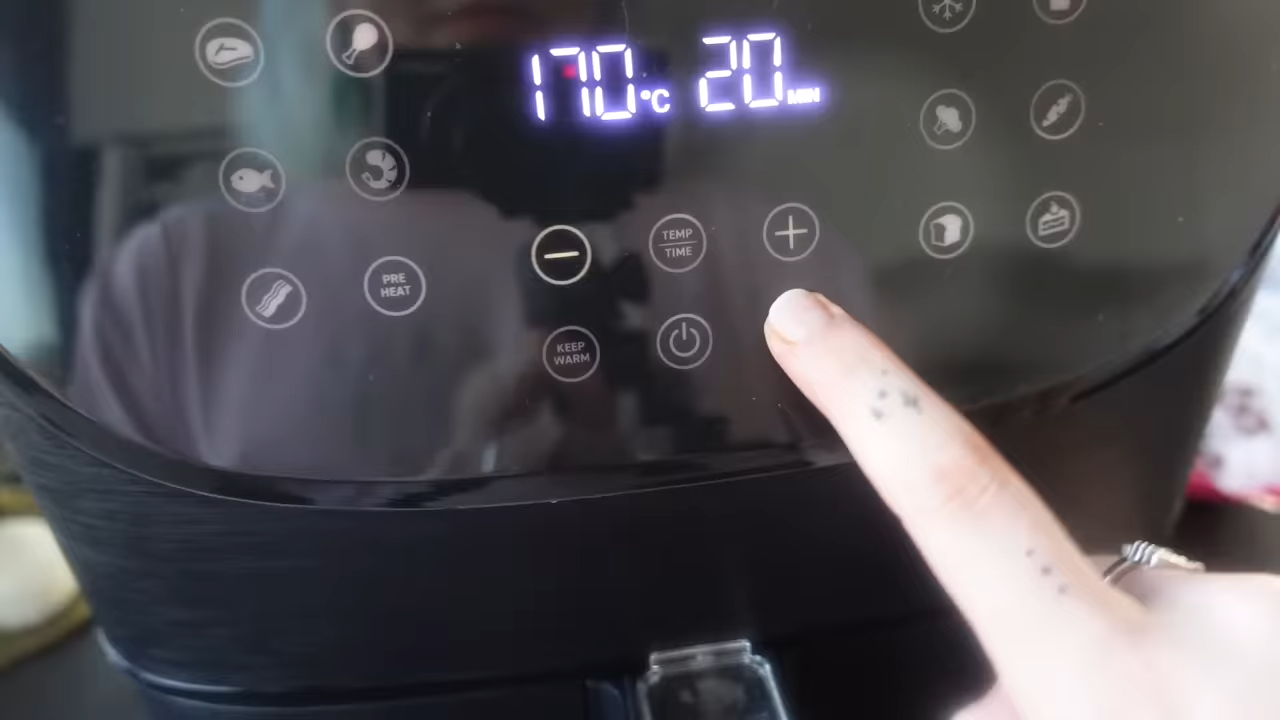 170°C 20MIN
TEMP
TIME
PRE
HEAT
KEEP
WARM